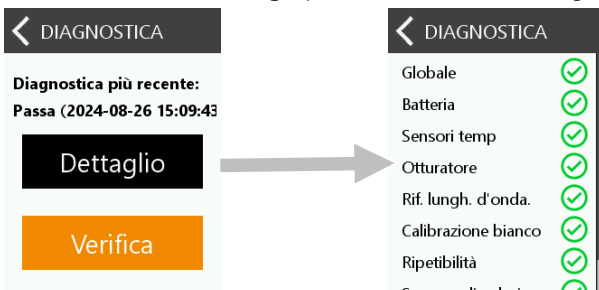 DIAGNOSTICA
Diagnostica più recente:
Passa (2024-08-26 15:09:43
Dettaglio
Verifica
DIAGNOSTICA
Globale
Batteria
Sensori temp
Otturatore
Rif. lungh. d'onda.
Calibrazione bianco
Ripetibilità